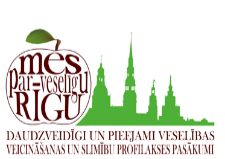 mēs
par-veselīgu
RĪGU
DAUDZVEIDĪGI UN PIEEJAMI VESELĪBAS
VEICINĀŠANAS UN SLIMĪBU PROFILAKSES PASĀKUMI